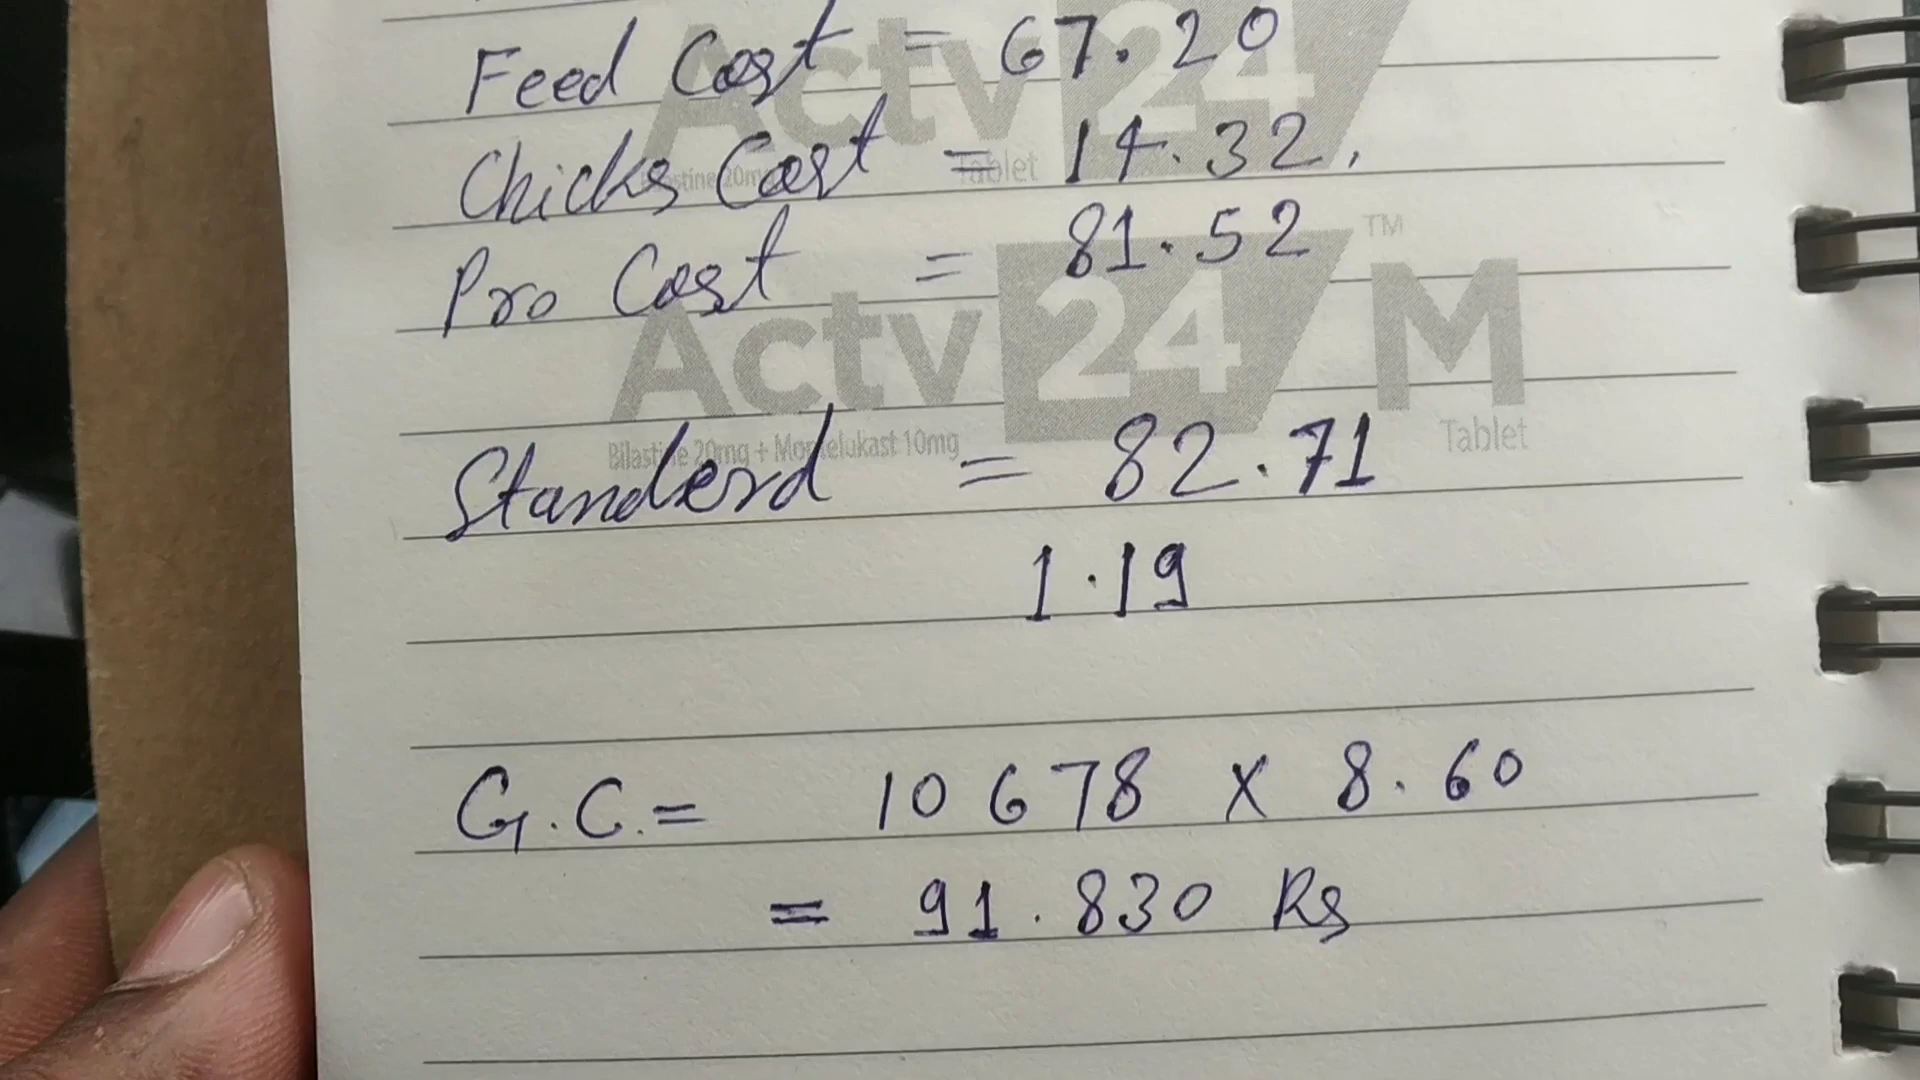 Feed Cost = 67.20
Actv 24
Chicks Cost = 14.32,
Tablet
Pro Cost = 81.52
Actv 24 M TM
Bilastine 20mg + Montelukast 10mg Tablet
Standerd = 82.71
1.19
G.C. = 10678 x 8.60
= 91.830 Rs